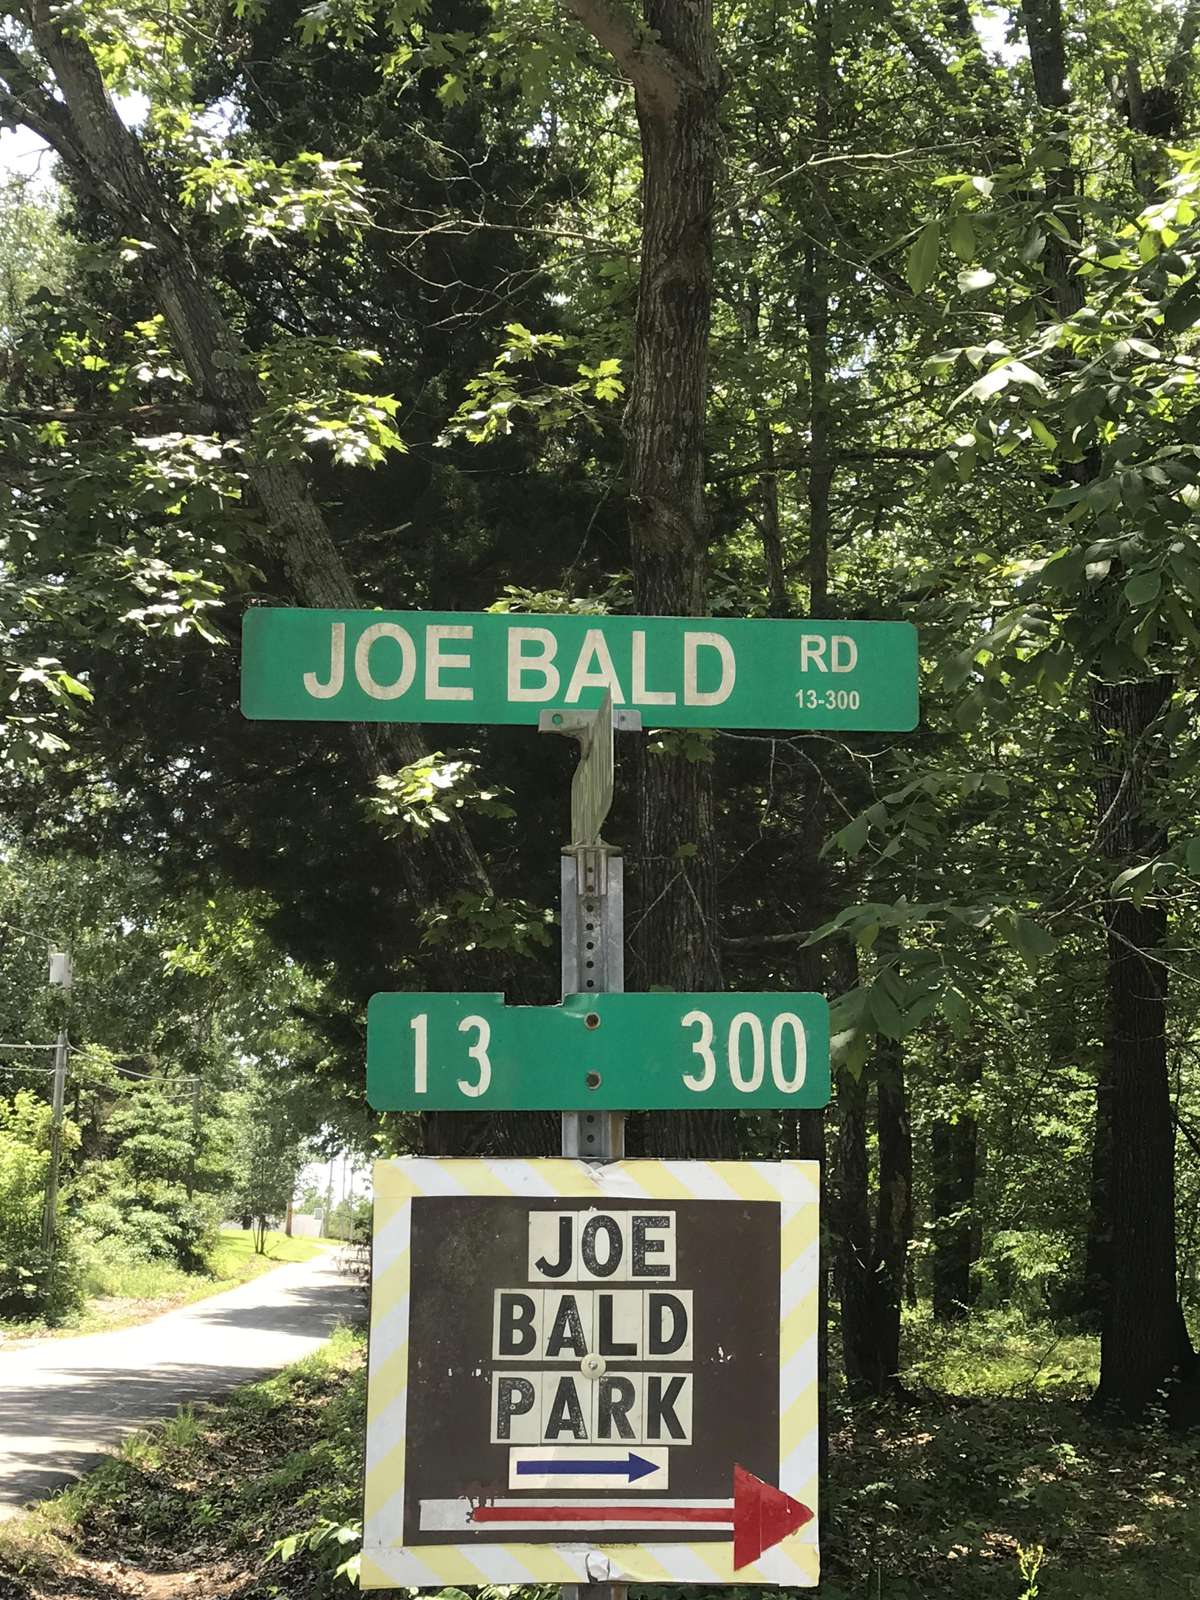 JOE BALD RD
13-300
13 300
JOE
BALD
PARK